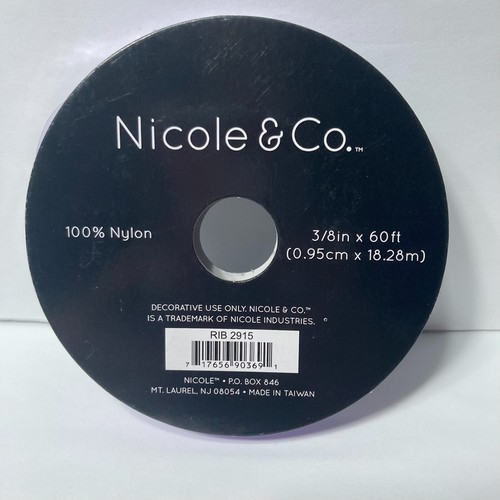 Nicole & Co.™
100% Nylon
3/8in x 60ft
(0.95cm x 18.28m)
DECORATIVE USE ONLY. NICOLE & CO.™
IS A TRADEMARK OF NICOLE INDUSTRIES.
RIB 2915
7 17656 90369 1
NICOLE™ • P.O. BOX 846
MT. LAUREL, NJ 08054 • MADE IN TAIWAN